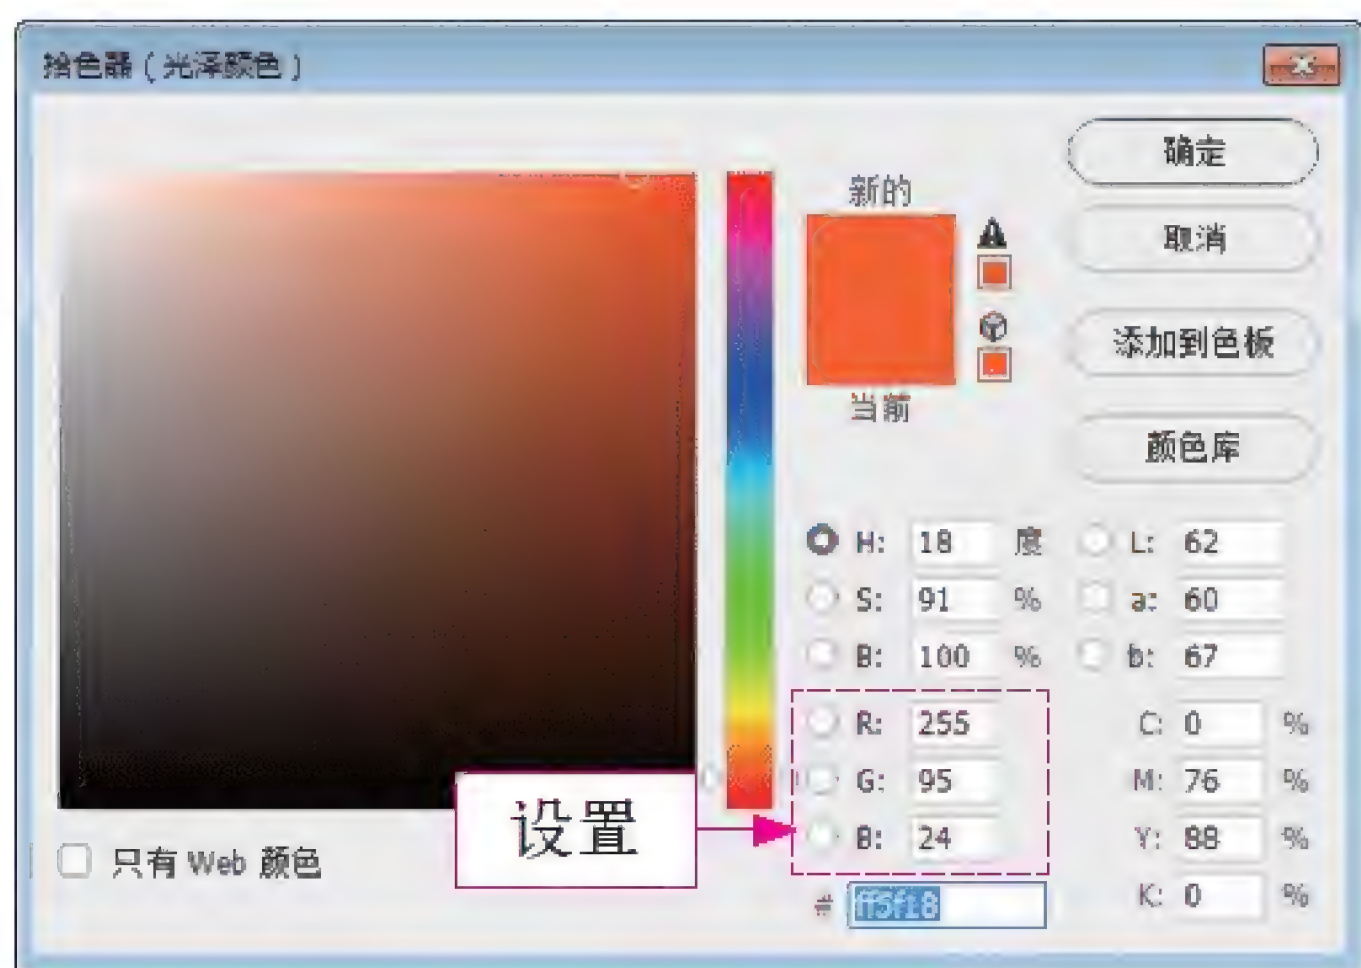 拾色器（光泽颜色）
确定
新的
取消
添加到色板
当前
颜色库
H: 18 度 L: 62
S: 91 % a: 60
B: 100 % b: 67
R: 255 C: 0 %
G: 95 M: 76 %
设置
B: 24 Y: 88 %
只有 Web 颜色
# ff5f18 K: 0 %